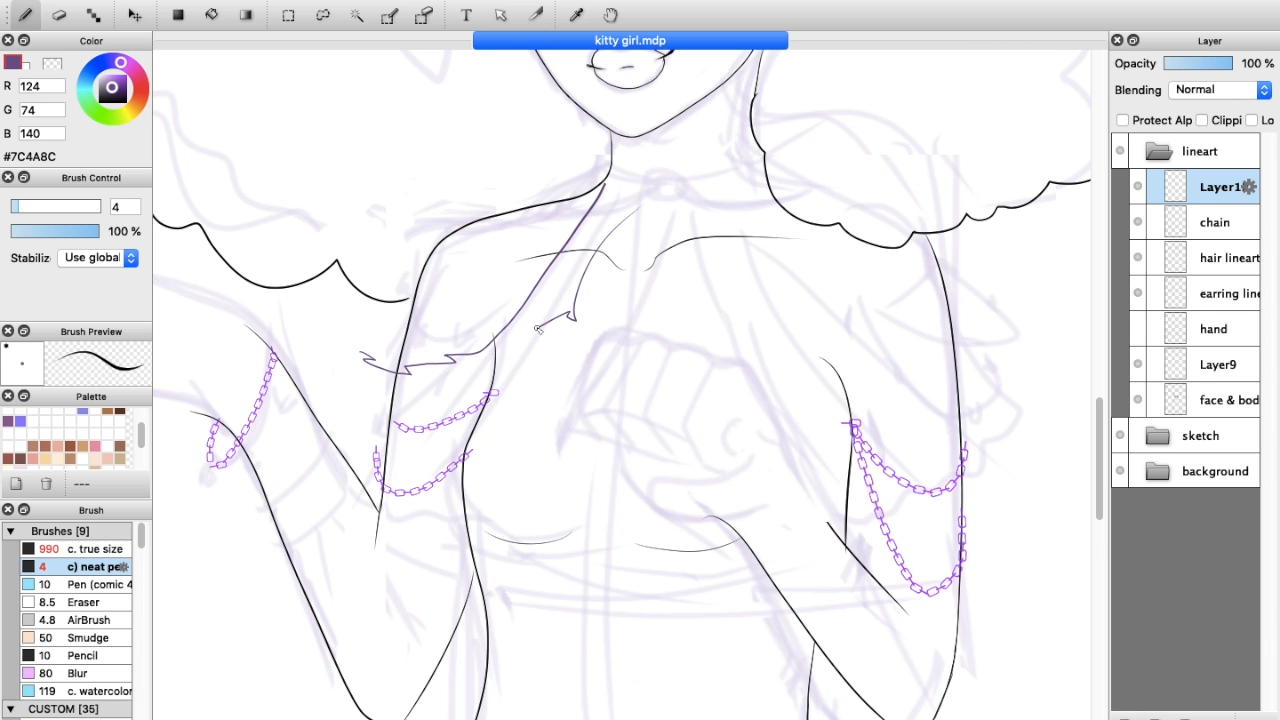 kitty girl.mdp
Color
R 124
G 74
B 140
#7C4A8C
Brush Control
4
100 %
Stabiliz Use global
Brush Preview
Palette
---
Brush
Brushes [9]
990 c. true size
4 c) neat pe
10 Pen (comic 4
8.5 Eraser
4.8 AirBrush
50 Smudge
10 Pencil
80 Blur
119 c. watercolor
CUSTOM [35]
Layer
Opacity 100 %
Blending Normal
Protect Alp Clippi Lo
lineart
Layer1
chain
hair lineart
earring line
hand
Layer9
face & bod
sketch
background